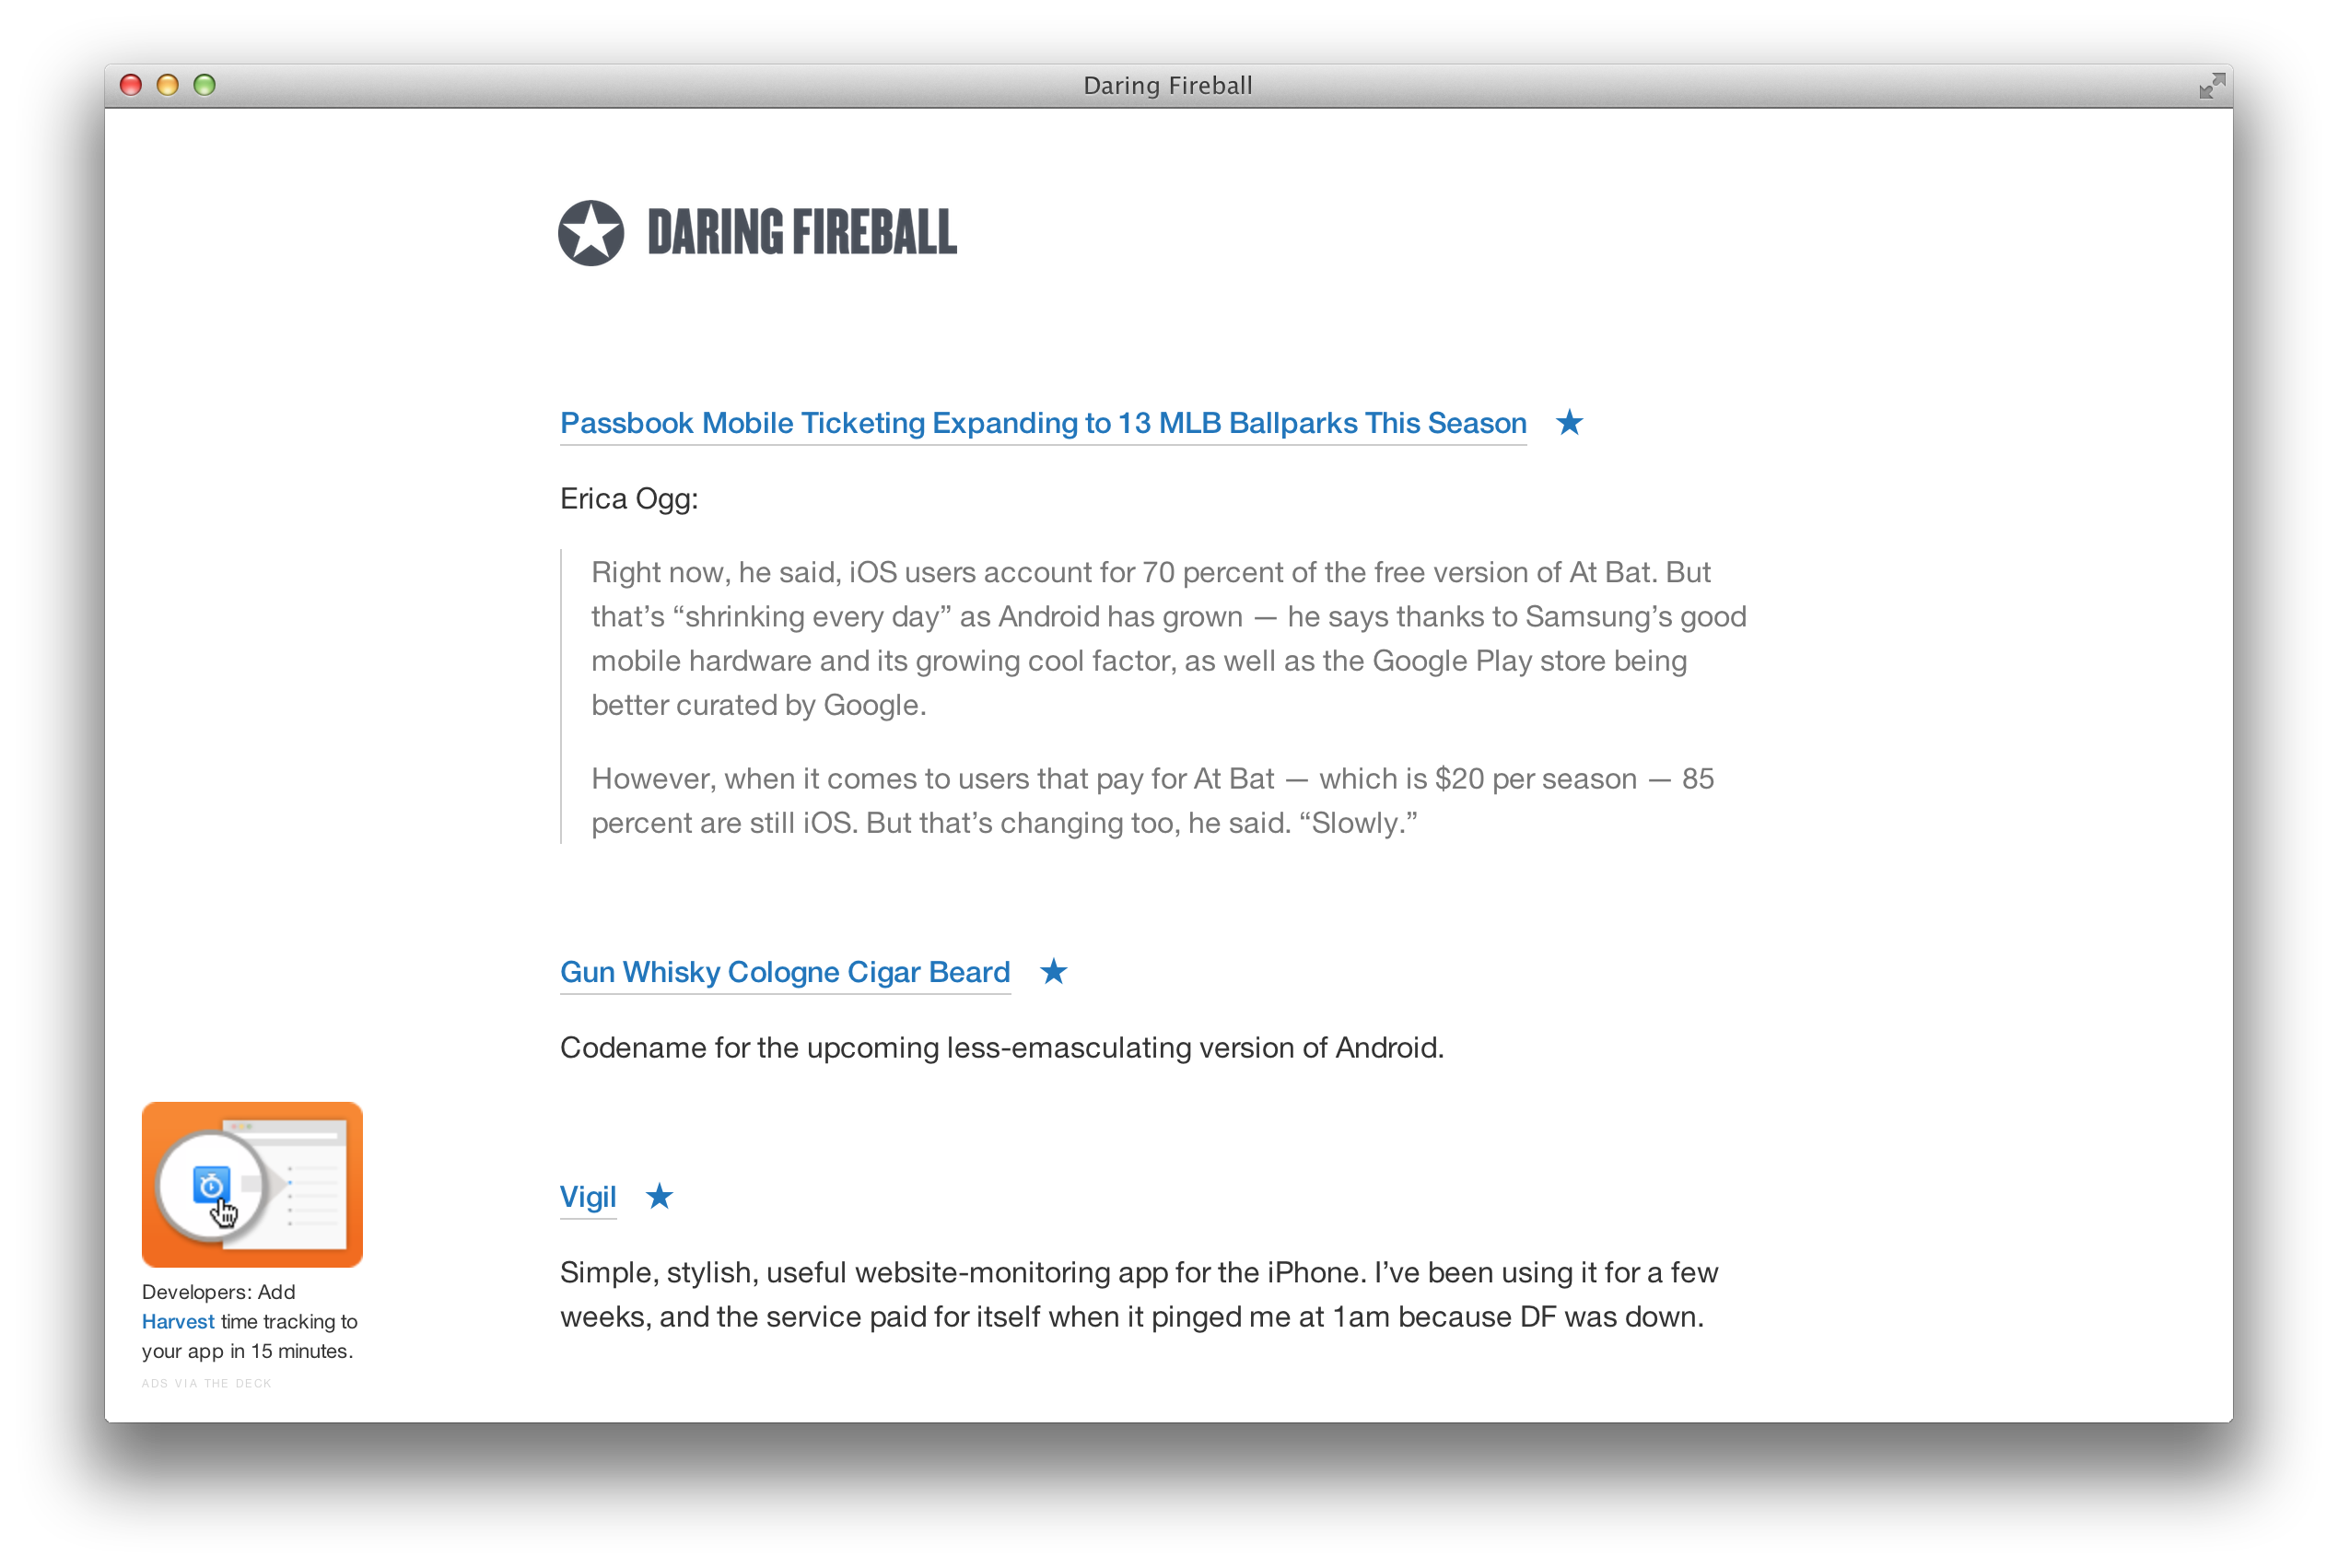 Daring Fireball
DARING FIREBALL
Passbook Mobile Ticketing Expanding to 13 MLB Ballparks This Season ★
Erica Ogg:
Right now, he said, iOS users account for 70 percent of the free version of At Bat. But
that’s “shrinking every day” as Android has grown — he says thanks to Samsung’s good
mobile hardware and its growing cool factor, as well as the Google Play store being
better curated by Google.
However, when it comes to users that pay for At Bat — which is $20 per season — 85
percent are still iOS. But that’s changing too, he said. “Slowly.”
Gun Whisky Cologne Cigar Beard ★
Codename for the upcoming less-emasculating version of Android.
Vigil ★
Simple, stylish, useful website-monitoring app for the iPhone. I’ve been using it for a few
weeks, and the service paid for itself when it pinged me at 1am because DF was down.
Developers: Add
Harvest time tracking to
your app in 15 minutes.
ADS VIA THE DECK